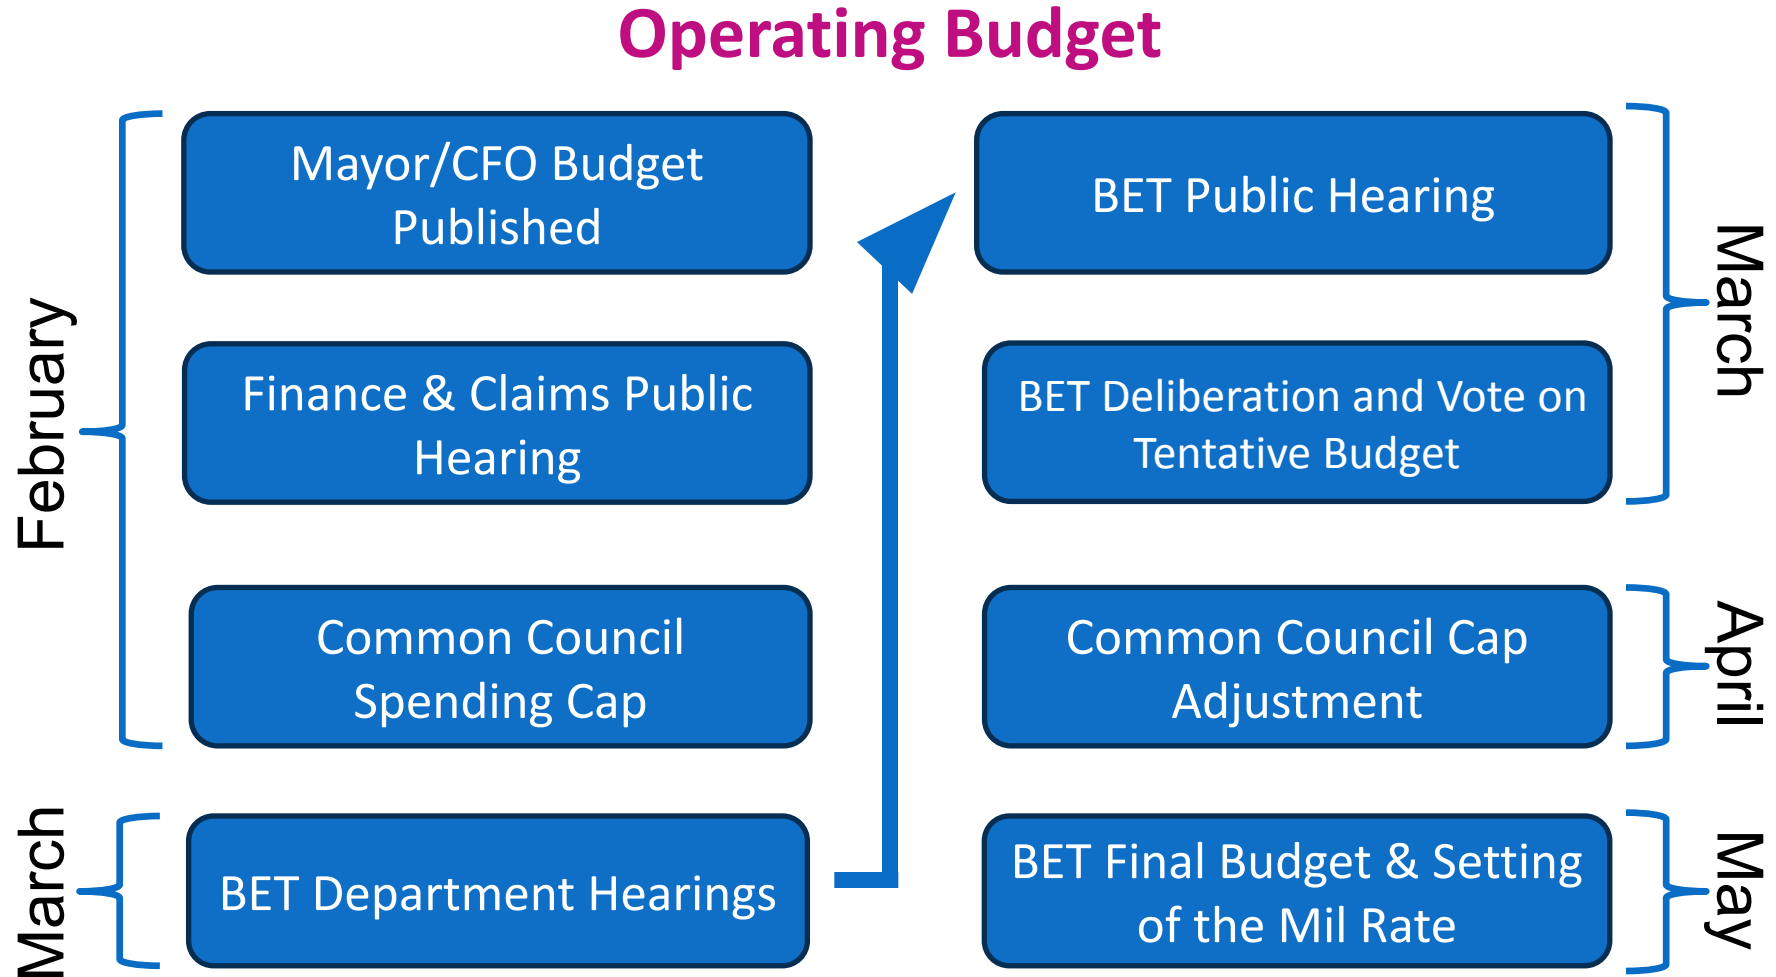 Operating Budget
February
Mayor/CFO Budget
Published
Finance & Claims Public
Hearing
Common Council
Spending Cap
March
BET Department Hearings
BET Public Hearing
BET Deliberation and Vote on
Tentative Budget
March
Common Council Cap
Adjustment
April
BET Final Budget & Setting
of the Mil Rate
May